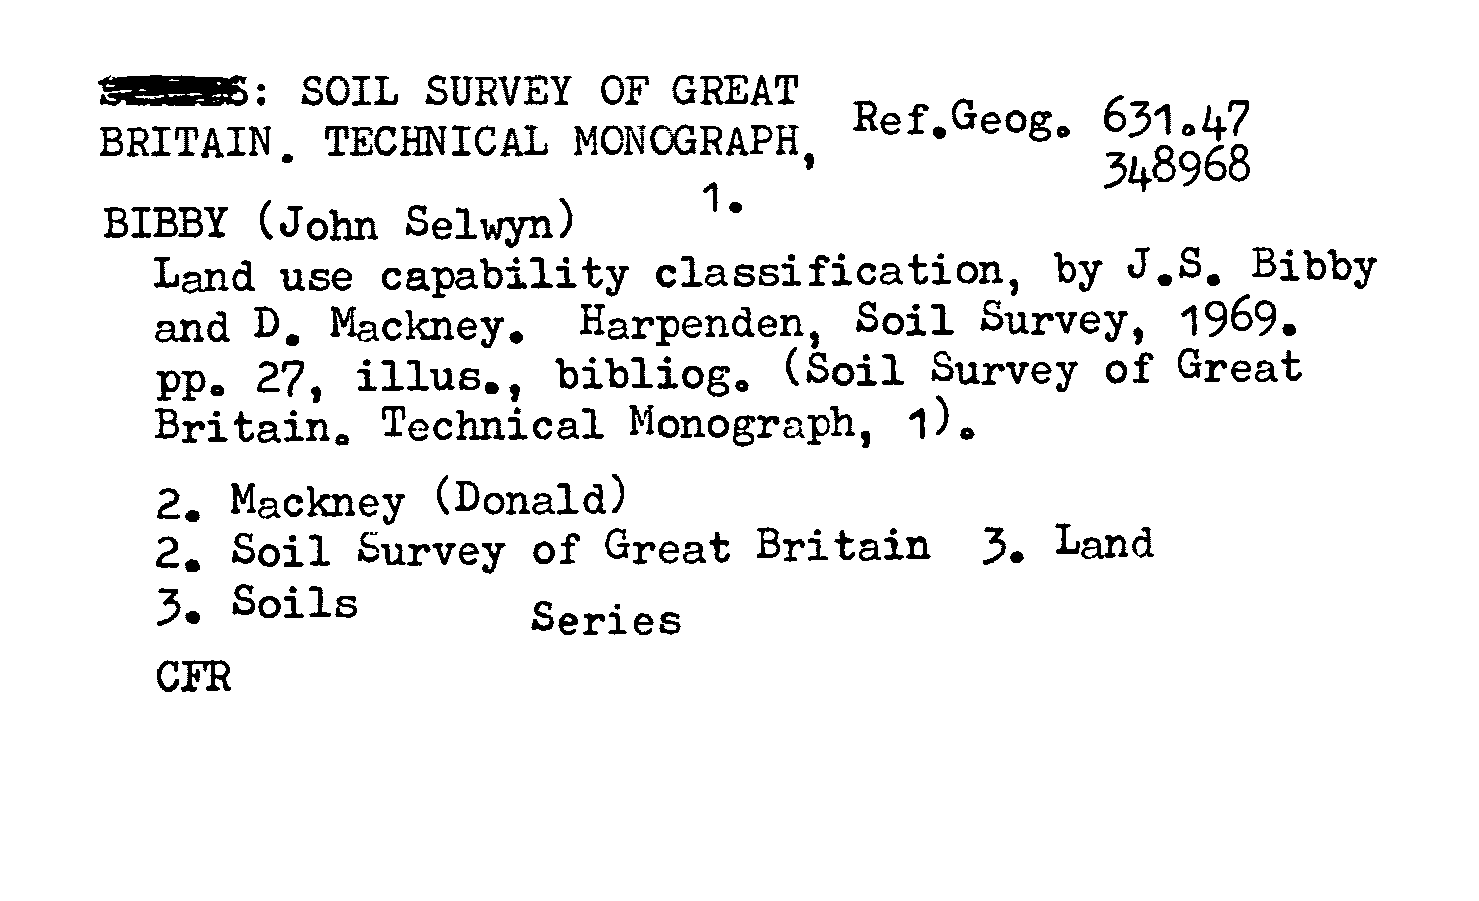 : SOIL SURVEY OF GREAT
BRITAIN. TECHNICAL MONOGRAPH,
1.
Ref.Geog. 631.47
348968
BIBBY (John Selwyn)
Land use capability classification, by J.S. Bibby
and D. Mackney. Harpenden, Soil Survey, 1969.
pp. 27, illus., bibliog. (Soil Survey of Great
Britain. Technical Monograph, 1).
2. Mackney (Donald)
2. Soil Survey of Great Britain 3. Land
3. Soils Series
CFR